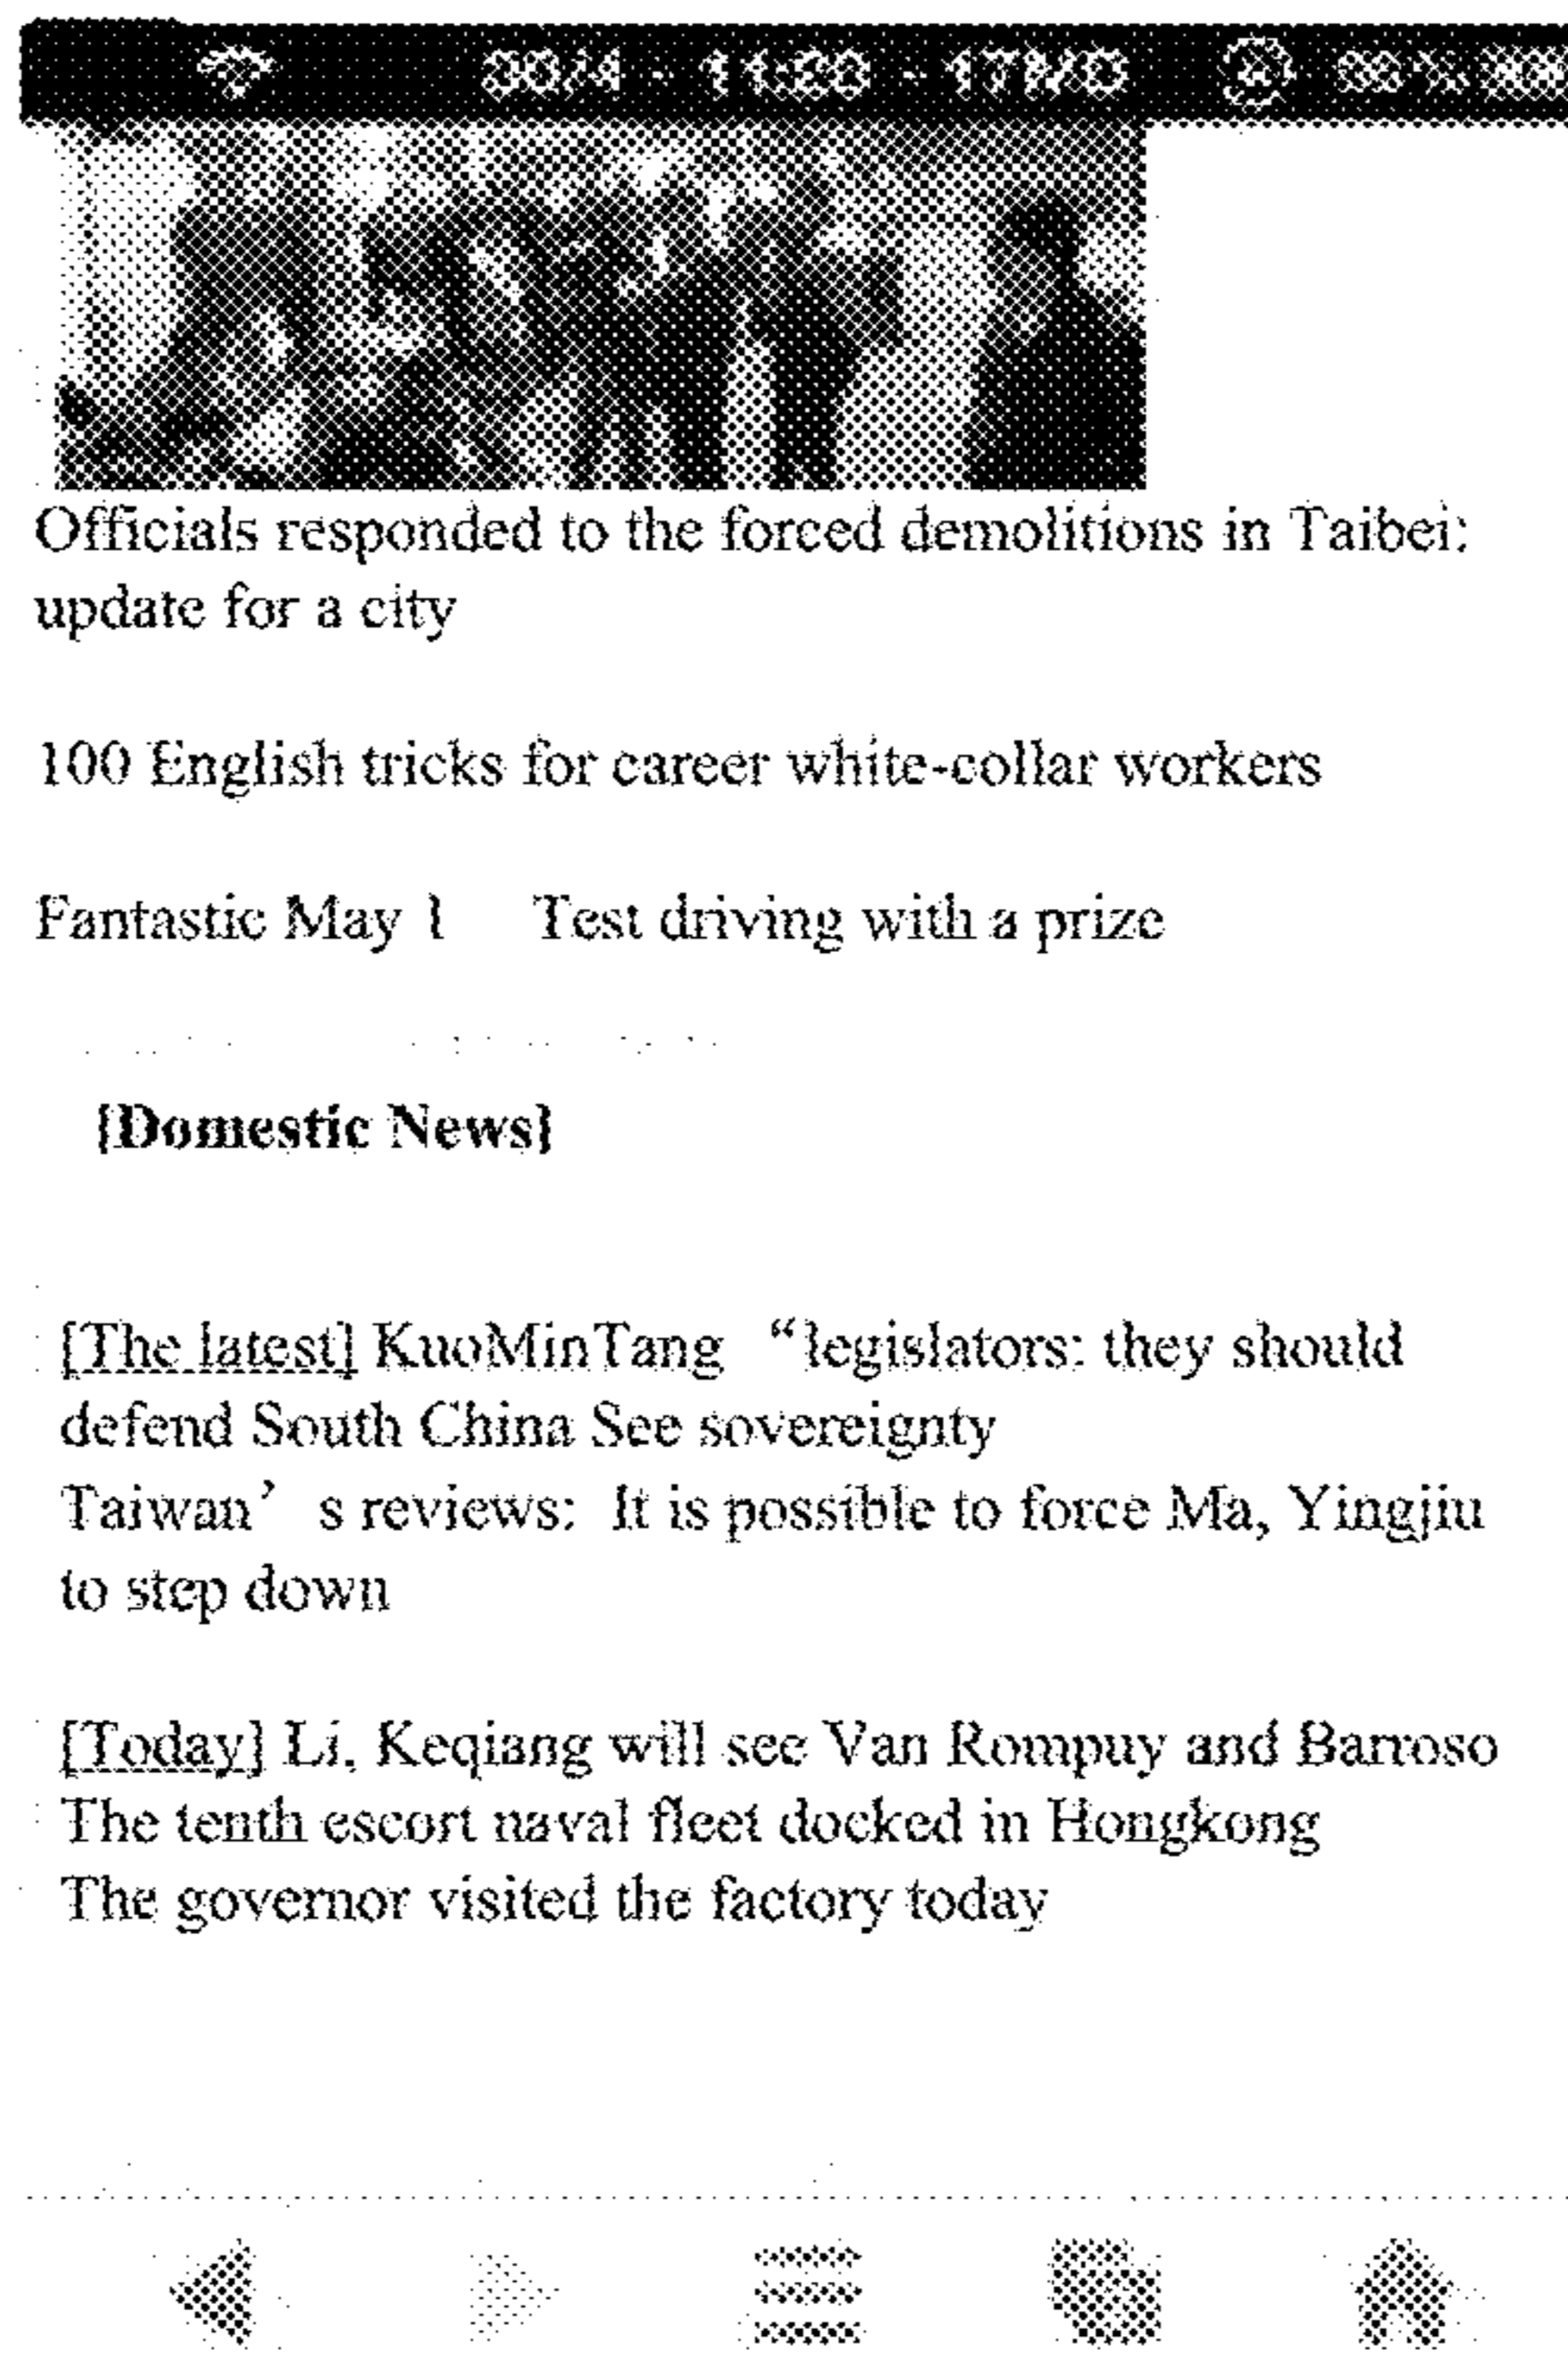 Officials responded to the forced demolitions in Taibei:
update for a city
100 English tricks for career white-collar workers
Fantastic May 1 Test driving with a prize
[Domestic News]
[The latest] KuoMinTang “legislators: they should
defend South China See sovereignty
Taiwan’ s reviews: It is possible to force Ma, Yingjiu
to step down
[Today] Li, Keqiang will see Van Rompuy and Barroso
The tenth escort naval fleet docked in Hongkong
The governor visited the factory today